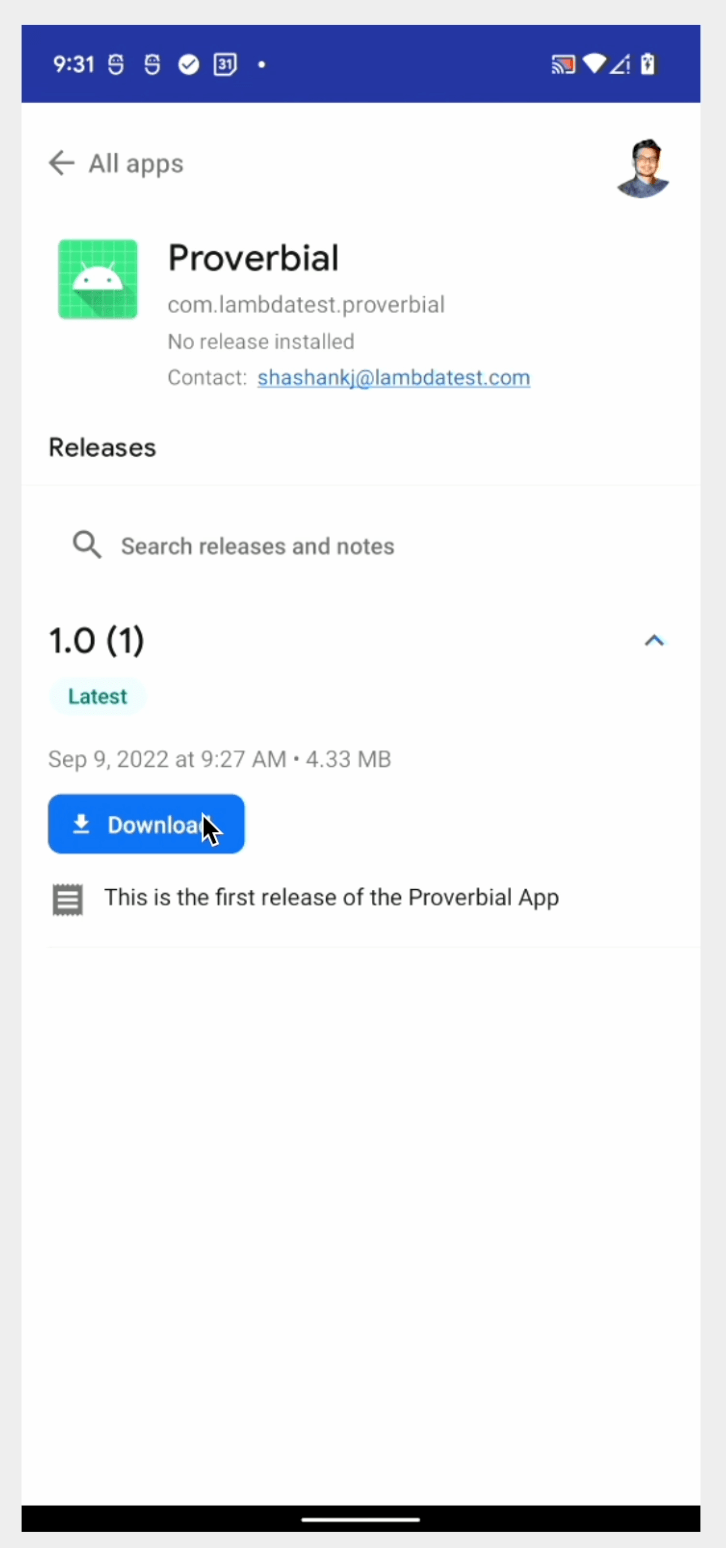 9:31 31
All apps
Proverbial
com.lambdatest.proverbial
No release installed
Contact: shashankj@lambdatest.com
Releases
Search releases and notes
1.0 (1)
Latest
Sep 9, 2022 at 9:27 AM • 4.33 MB
Download
This is the first release of the Proverbial App